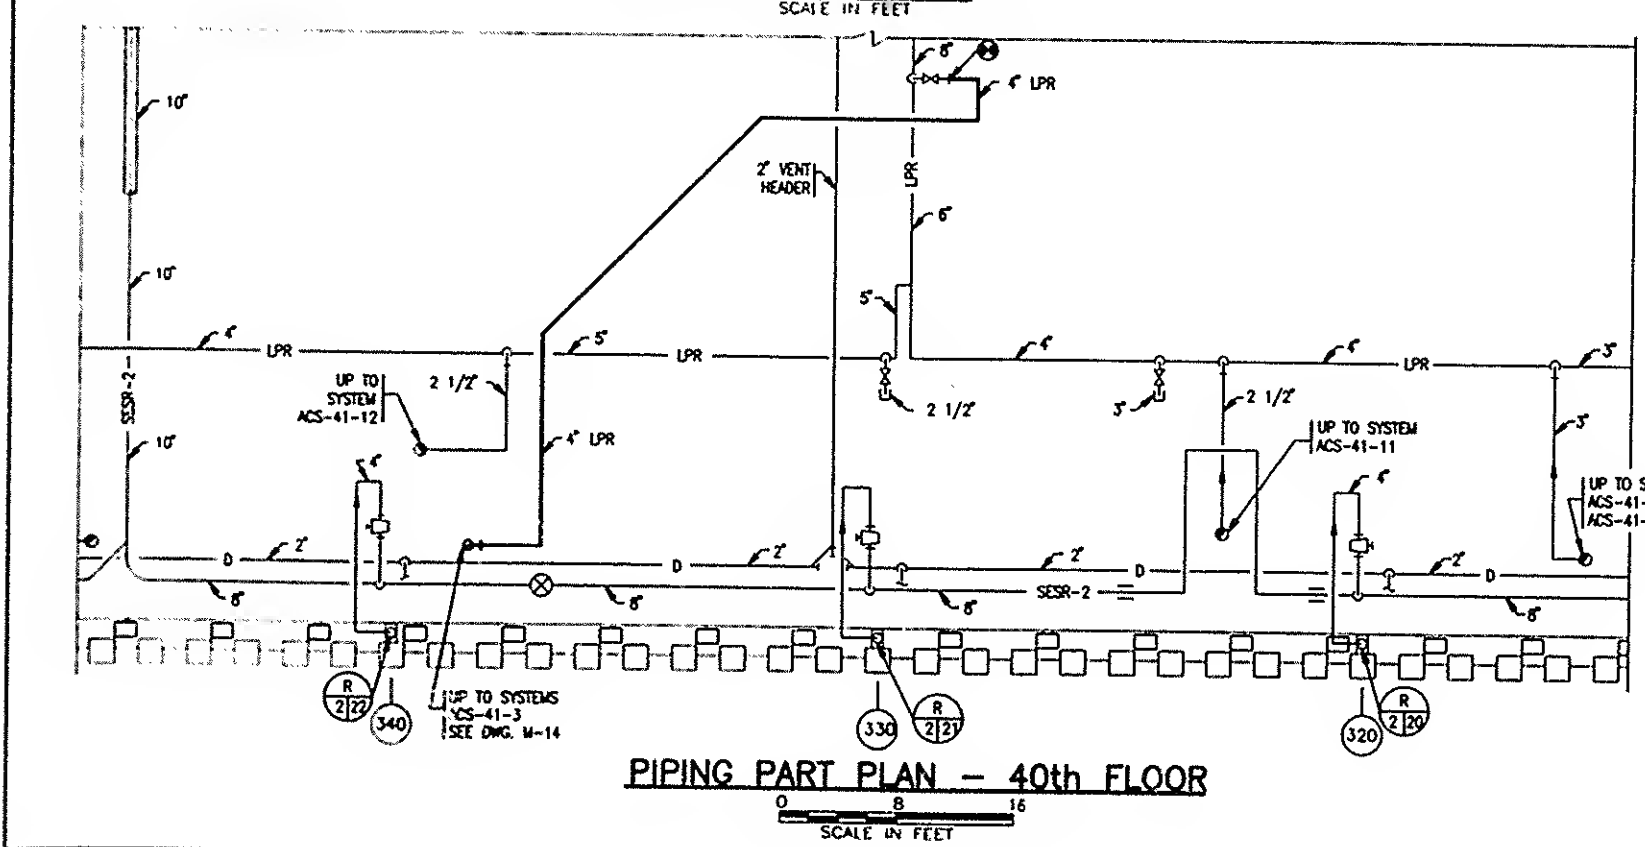 SCALE IN FEET
10"
8"
4" LPR
2" VENT
HEADER
LPR
6"
10"
5"
4"
LPR
5"
LPR
4"
4"
LPR
3"
SESR-2
UP TO
SYSTEM
ACS-41-12
2 1/2"
2 1/2"
3"
2 1/2"
3"
10"
4" LPR
UP TO SYSTEM
ACS-41-11
4"
4"
UP TO S
ACS-41-
ACS-41-
D
2"
D
2"
2"
D
2"
D
8"
8"
8"
SESR-2
8"
R
2 22
340
UP TO SYSTEMS
ACS-41-3
SEE DWG. M-14
330
R
2 21
320
R
2 20
PIPING PART PLAN - 40th FLOOR
0 8 16
SCALE IN FEET